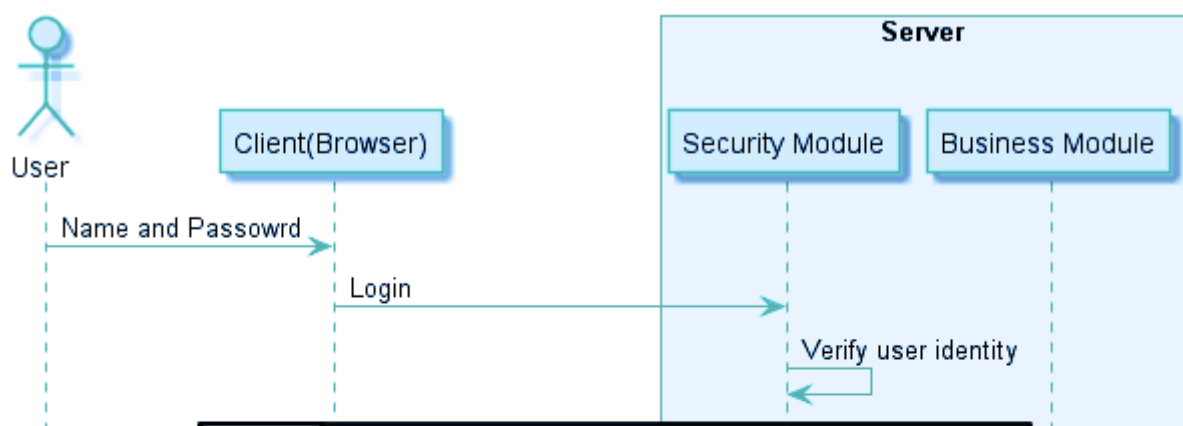 Server
Client(Browser)
Security Module
Business Module
User
Name and Passowrd
Login
Verify user identity